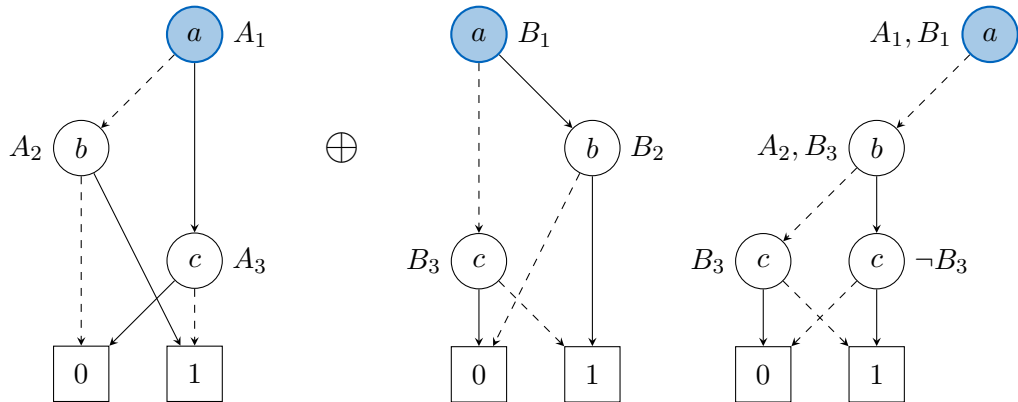 a A₁ a B₁ A₁, B₁ a
A₂ b ⊕ b B₂ A₂, B₃ b
c A₃ B₃ c B₃ c c ¬B₃
0 1 0 1 0 1